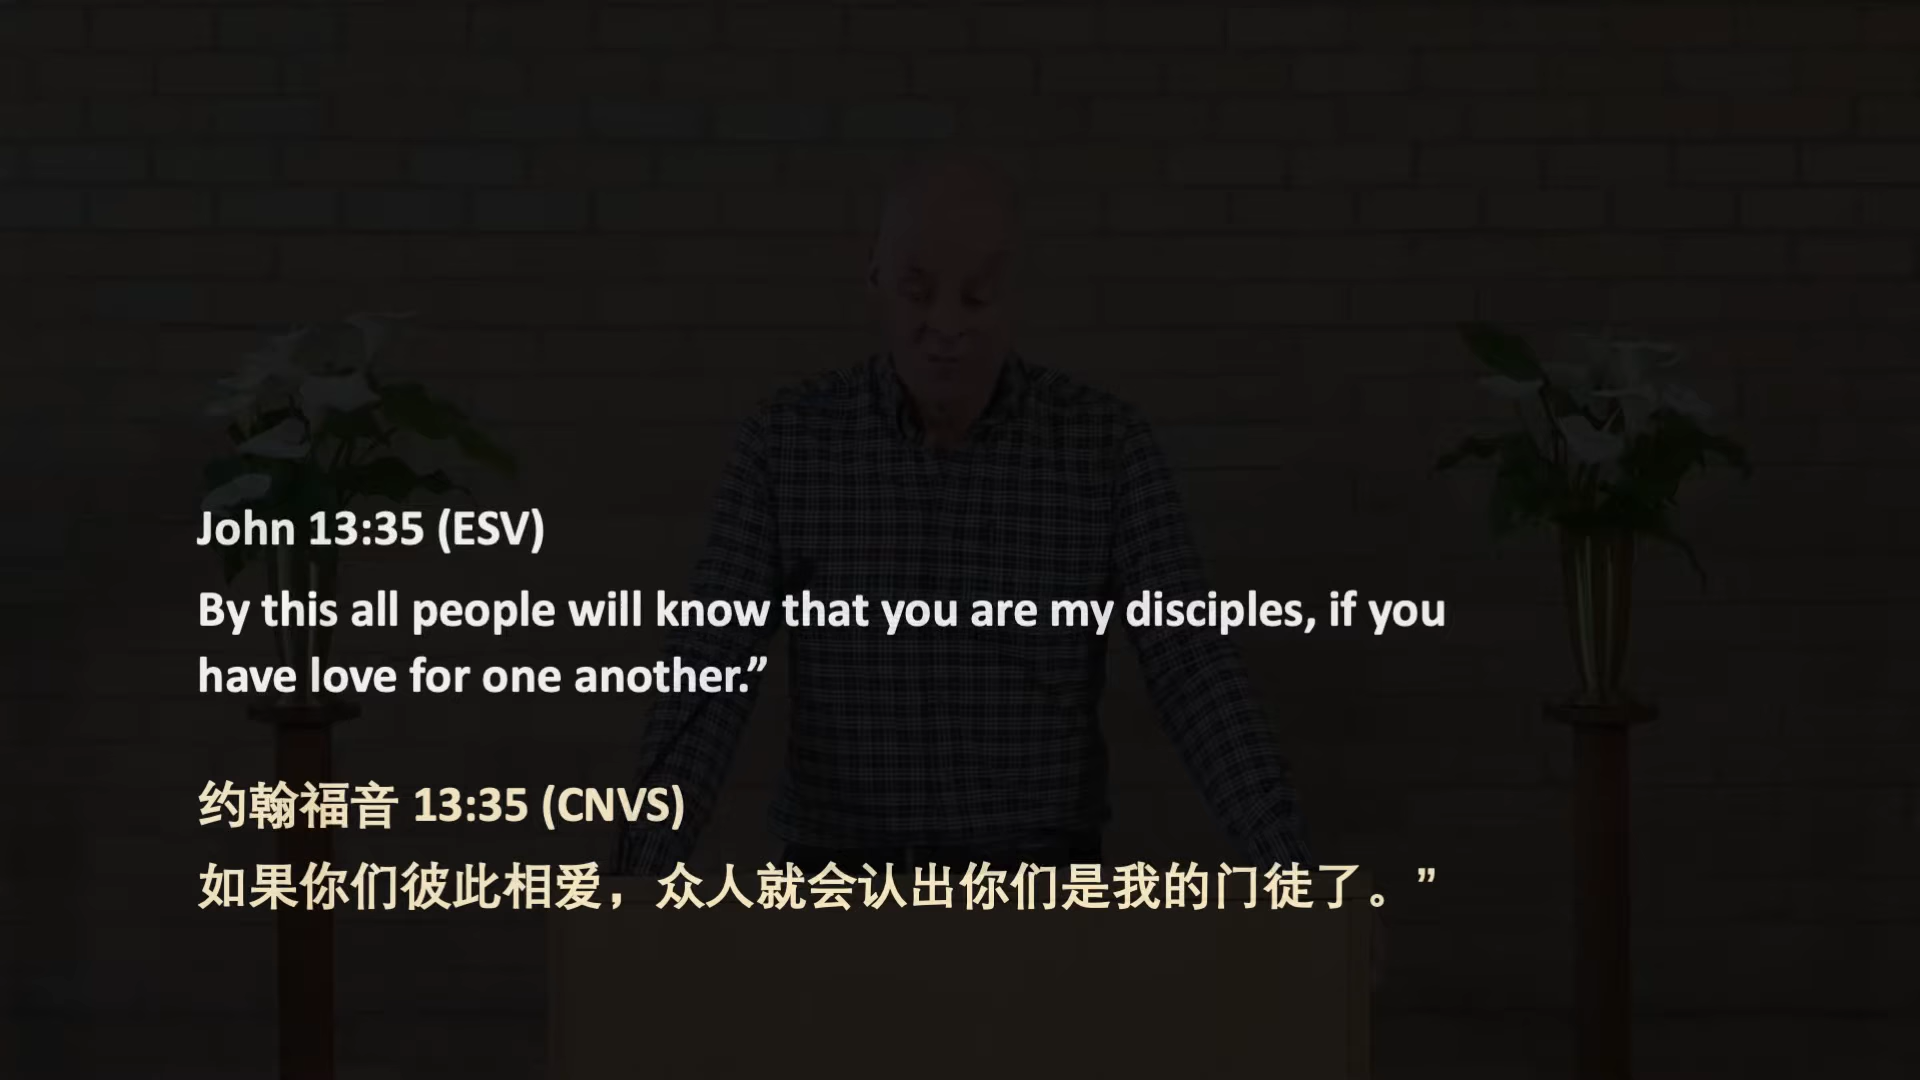 John 13:35 (ESV)
By this all people will know that you are my disciples, if you
have love for one another.”
约翰福音 13:35 (CNVS)
如果你们彼此相爱，众人就会认出你们是我的门徒了。”